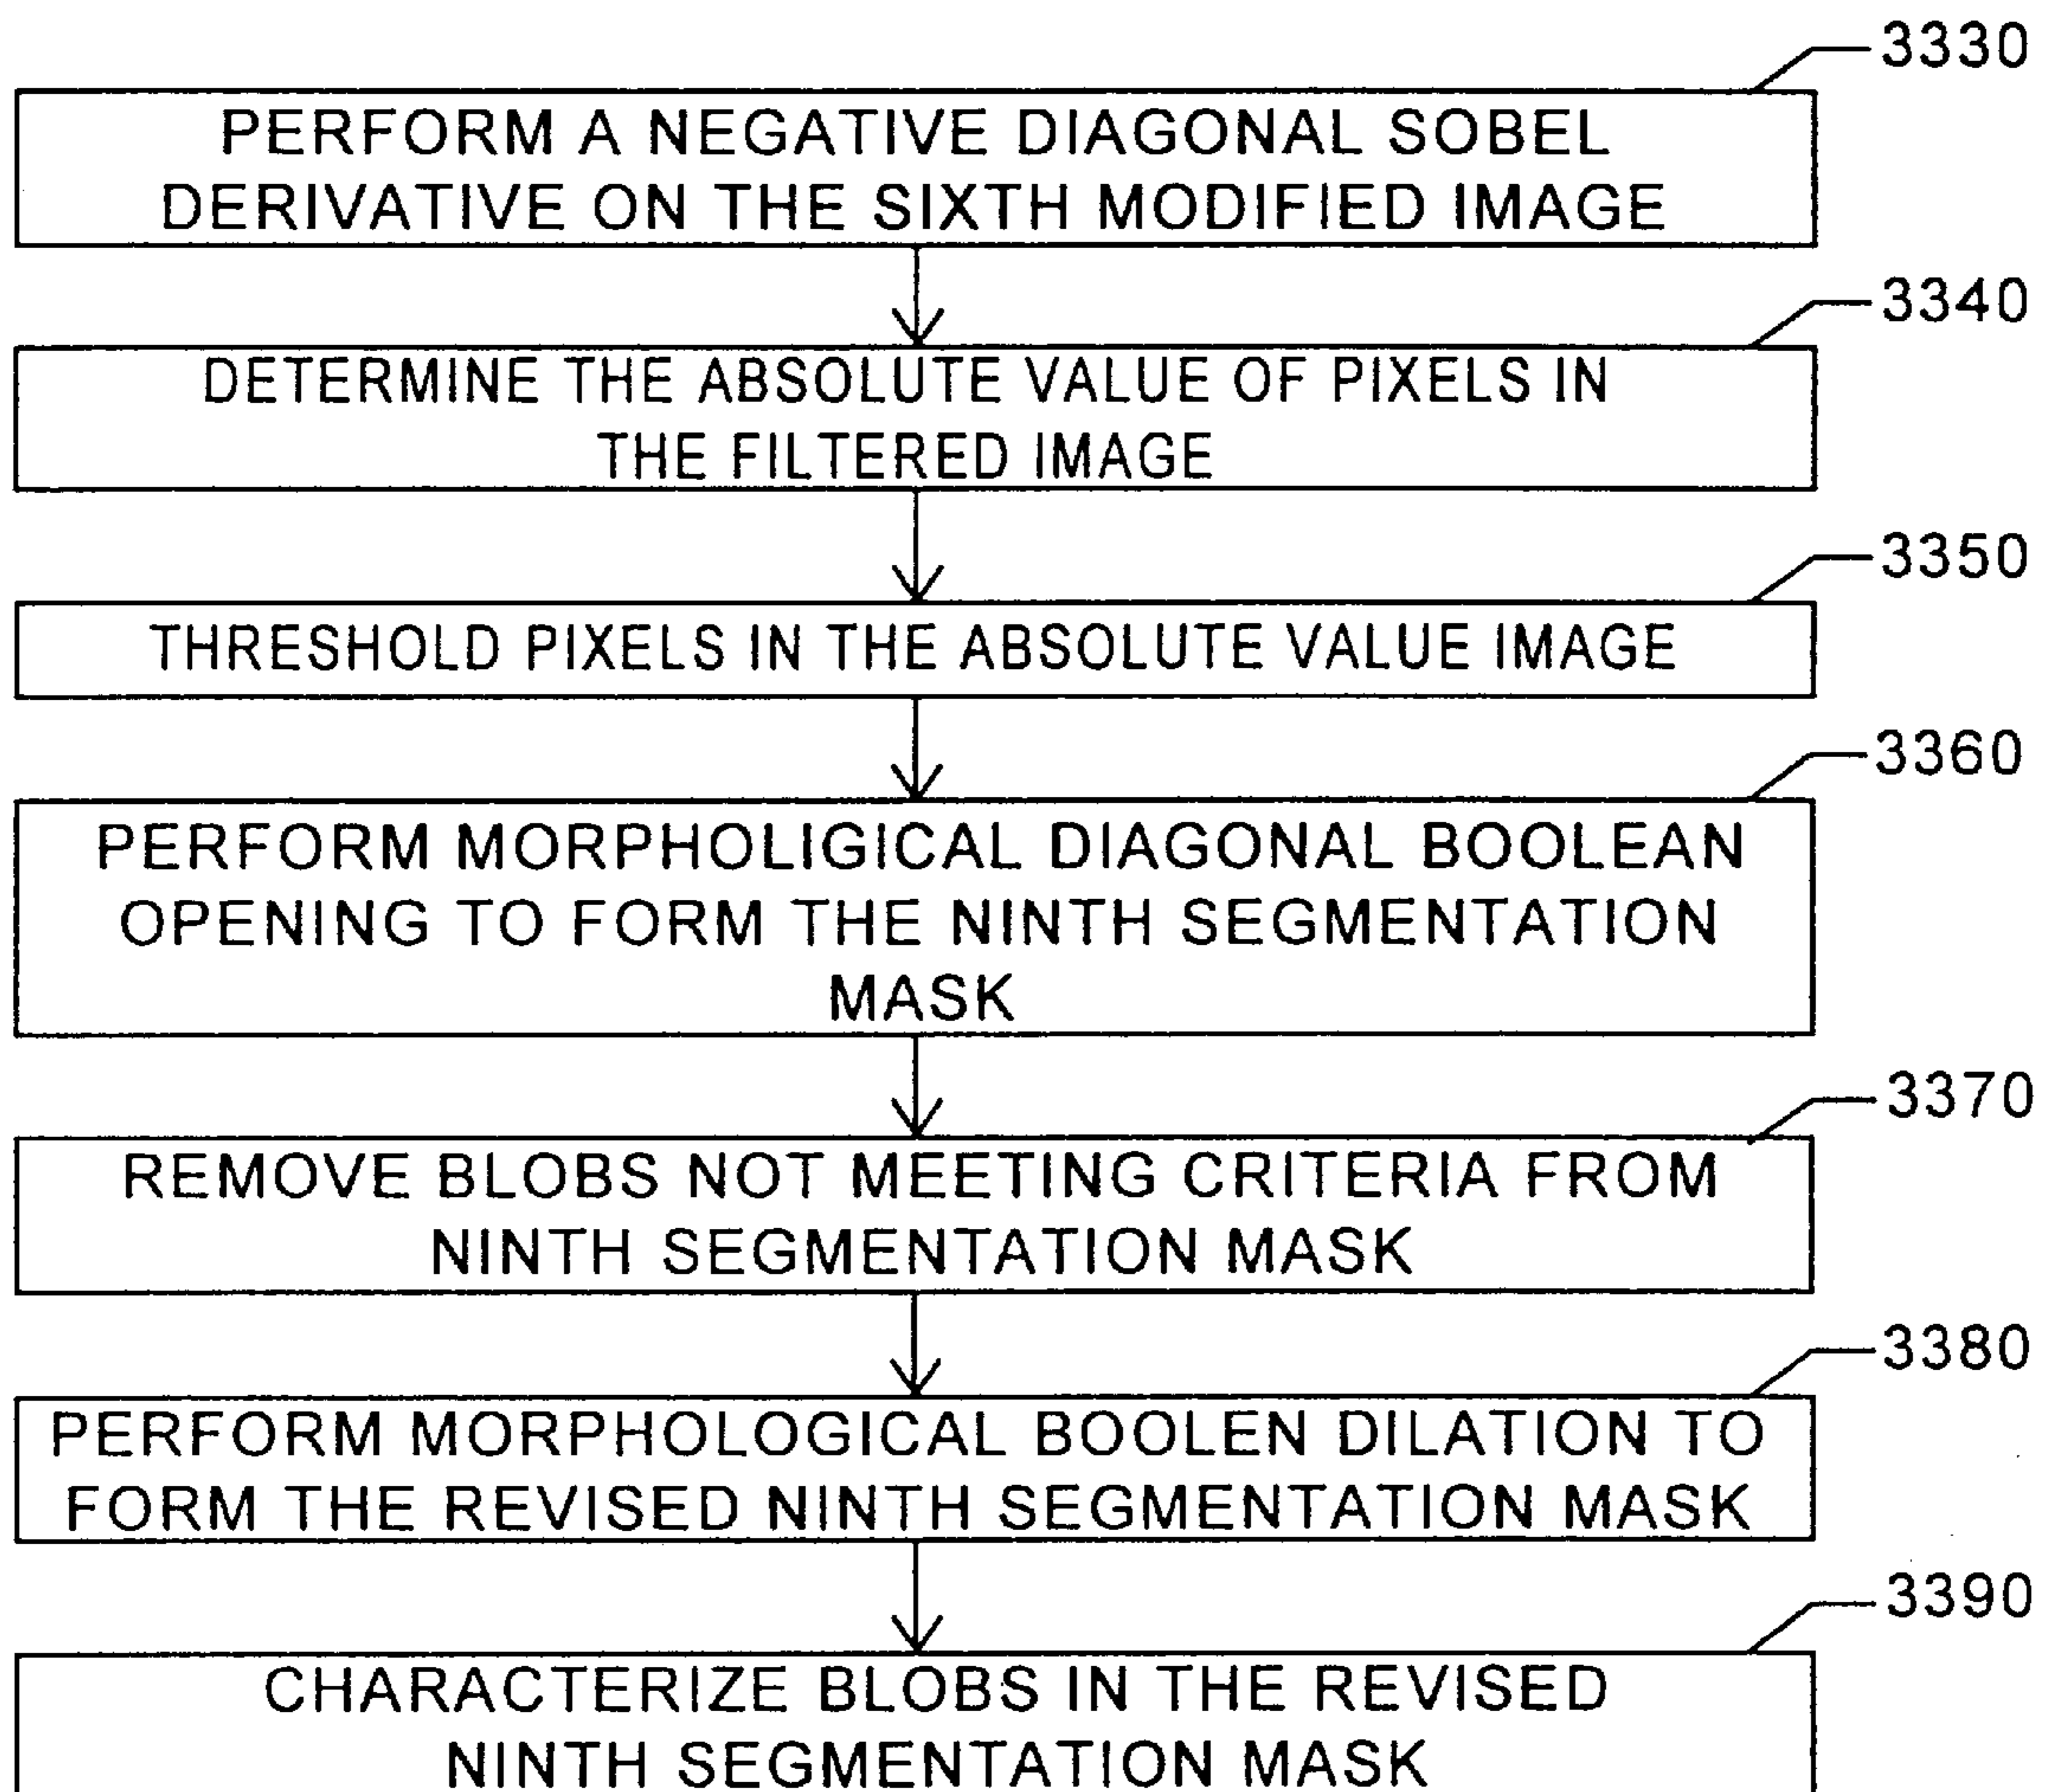 3330
PERFORM A NEGATIVE DIAGONAL SOBEL
DERIVATIVE ON THE SIXTH MODIFIED IMAGE
3340
DETERMINE THE ABSOLUTE VALUE OF PIXELS IN
THE FILTERED IMAGE
3350
THRESHOLD PIXELS IN THE ABSOLUTE VALUE IMAGE
3360
PERFORM MORPHOLIGICAL DIAGONAL BOOLEAN
OPENING TO FORM THE NINTH SEGMENTATION
MASK
3370
REMOVE BLOBS NOT MEETING CRITERIA FROM
NINTH SEGMENTATION MASK
3380
PERFORM MORPHOLOGICAL BOOLEN DILATION TO
FORM THE REVISED NINTH SEGMENTATION MASK
3390
CHARACTERIZE BLOBS IN THE REVISED
NINTH SEGMENTATION MASK